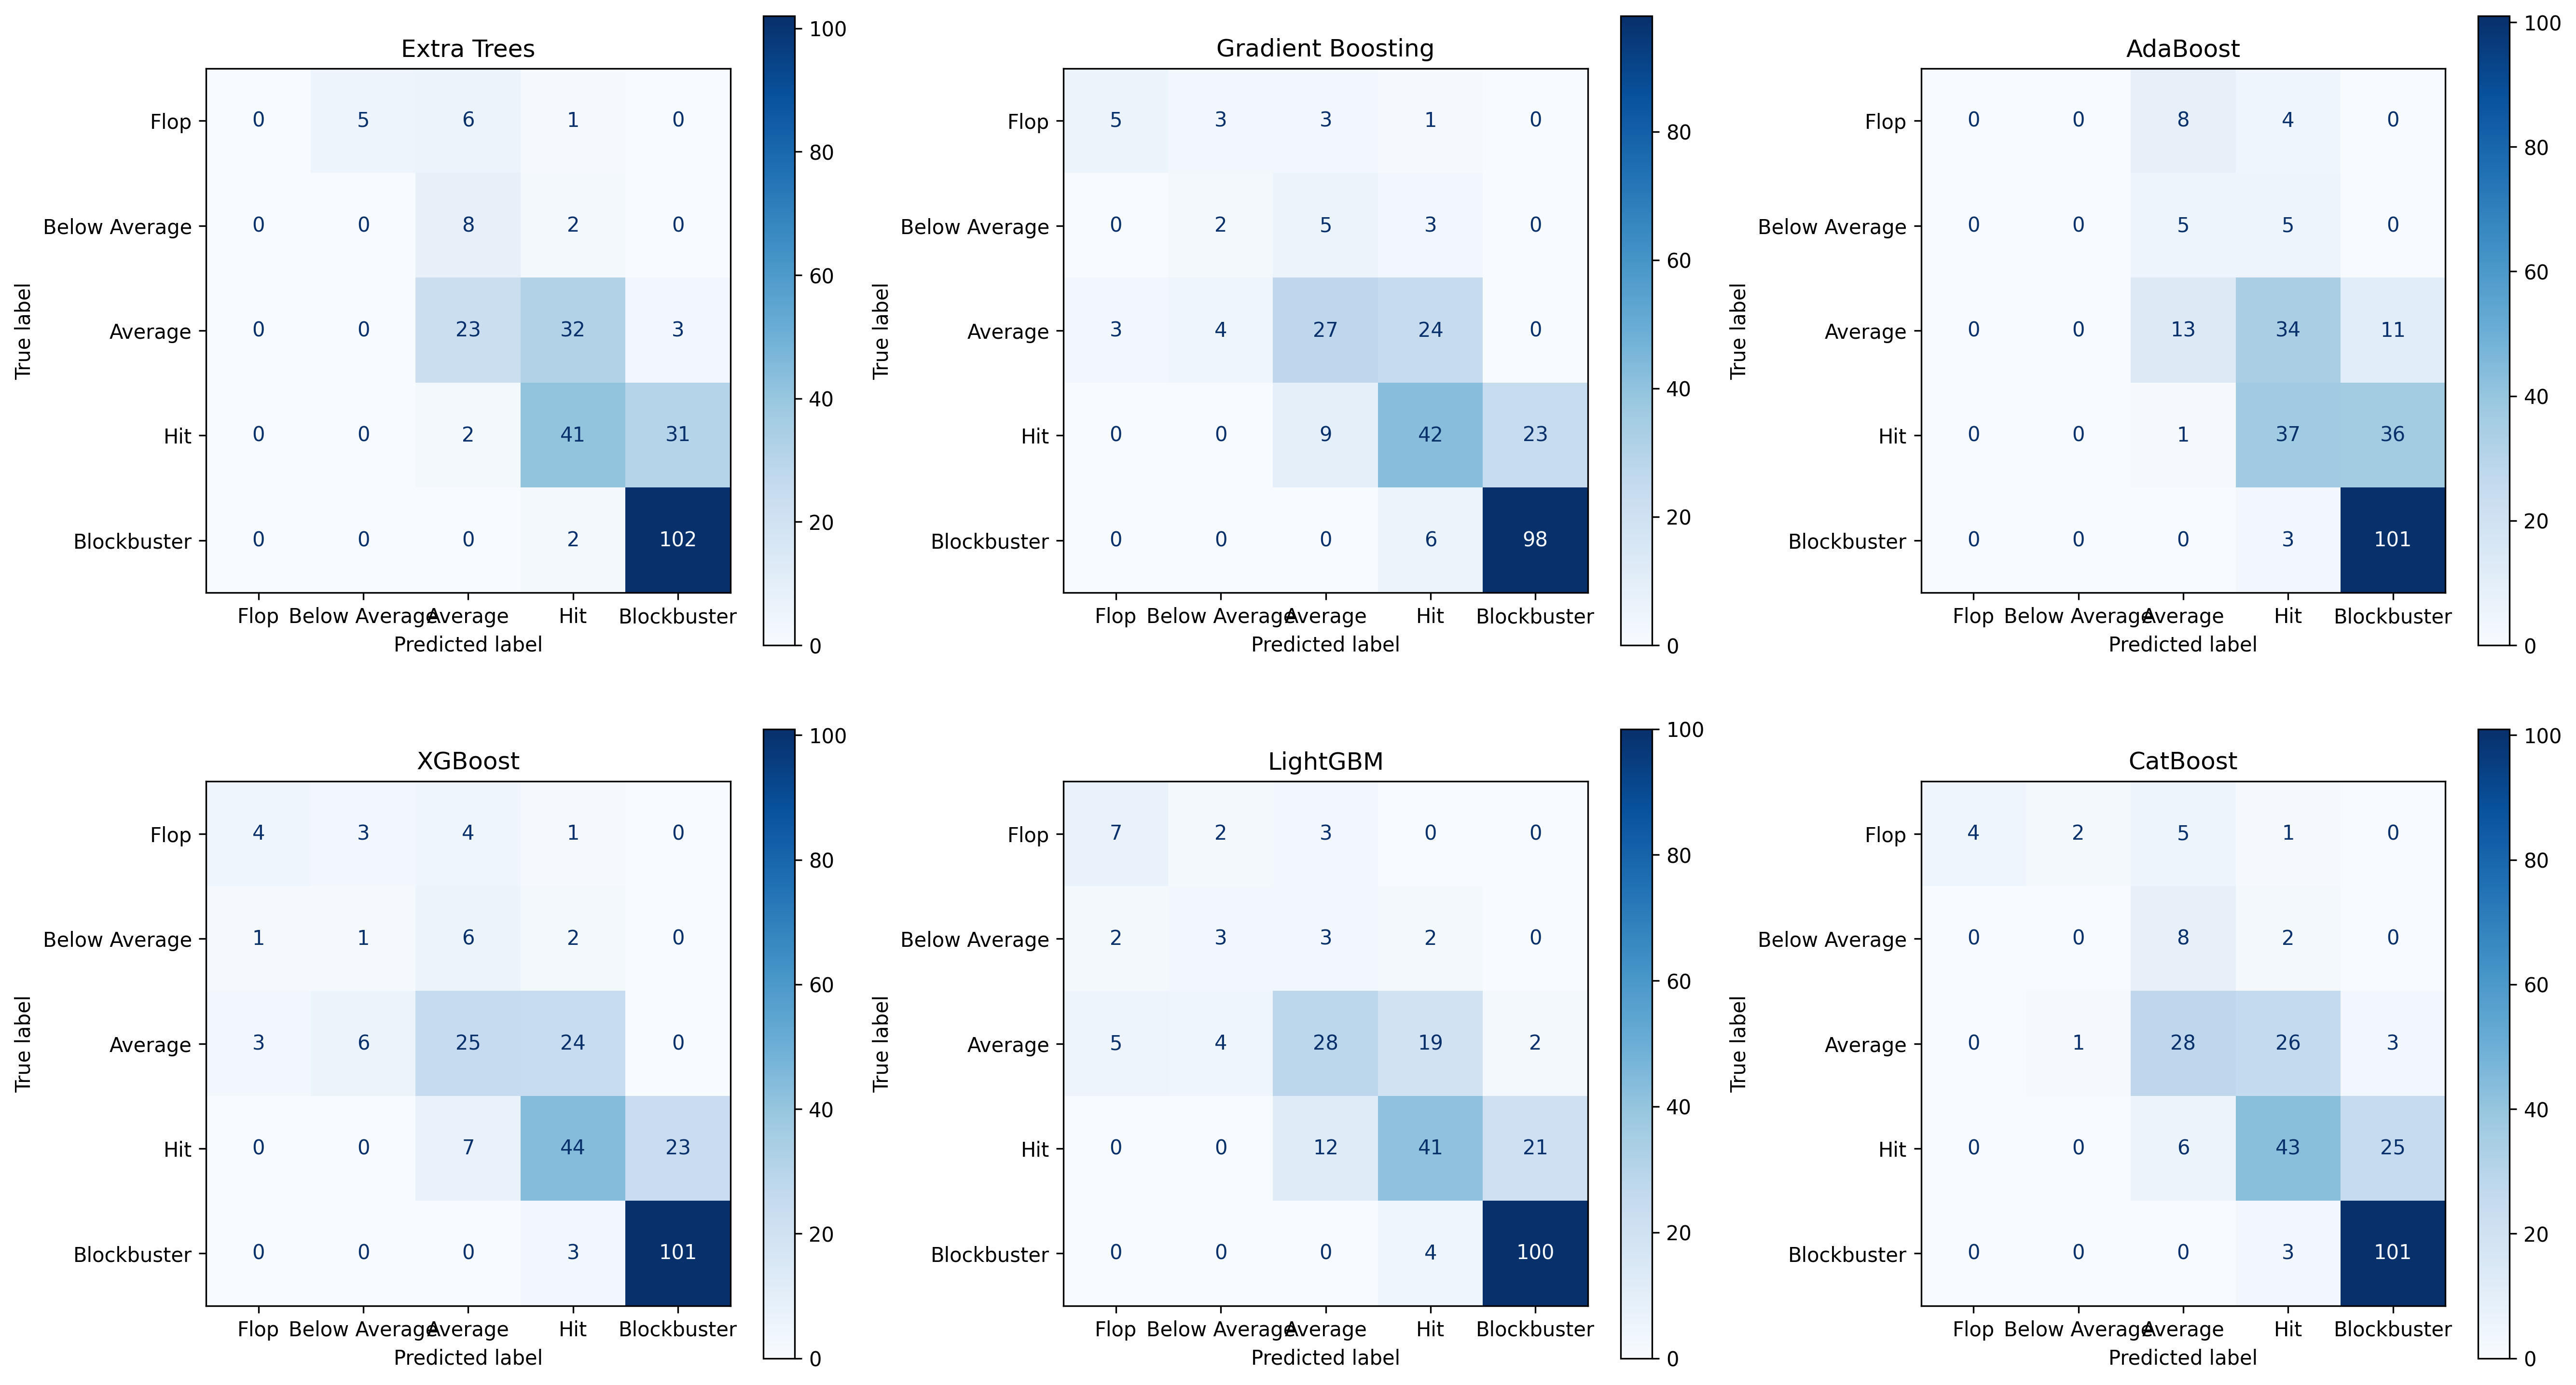 Extra Trees
100
80
60
40
20
0
True label
Flop 0 5 6 1 0
Below Average 0 0 8 2 0
Average 0 0 23 32 3
Hit 0 0 2 41 31
Blockbuster 0 0 0 2 102
Flop Below Average Average Hit Blockbuster
Predicted label
Gradient Boosting
80
60
40
20
0
True label
Flop 5 3 3 1 0
Below Average 0 2 5 3 0
Average 3 4 27 24 0
Hit 0 0 9 42 23
Blockbuster 0 0 0 6 98
Flop Below Average Average Hit Blockbuster
Predicted label
AdaBoost
100
80
60
40
20
0
True label
Flop 0 0 8 4 0
Below Average 0 0 5 5 0
Average 0 0 13 34 11
Hit 0 0 1 37 36
Blockbuster 0 0 0 3 101
Flop Below Average Average Hit Blockbuster
Predicted label
XGBoost
100
80
60
40
20
0
True label
Flop 4 3 4 1 0
Below Average 1 1 6 2 0
Average 3 6 25 24 0
Hit 0 0 7 44 23
Blockbuster 0 0 0 3 101
Flop Below Average Average Hit Blockbuster
Predicted label
LightGBM
100
80
60
40
20
0
True label
Flop 7 2 3 0 0
Below Average 2 3 3 2 0
Average 5 4 28 19 2
Hit 0 0 12 41 21
Blockbuster 0 0 0 4 100
Flop Below Average Average Hit Blockbuster
Predicted label
CatBoost
100
80
60
40
20
0
True label
Flop 4 2 5 1 0
Below Average 0 0 8 2 0
Average 0 1 28 26 3
Hit 0 0 6 43 25
Blockbuster 0 0 0 3 101
Flop Below Average Average Hit Blockbuster
Predicted label